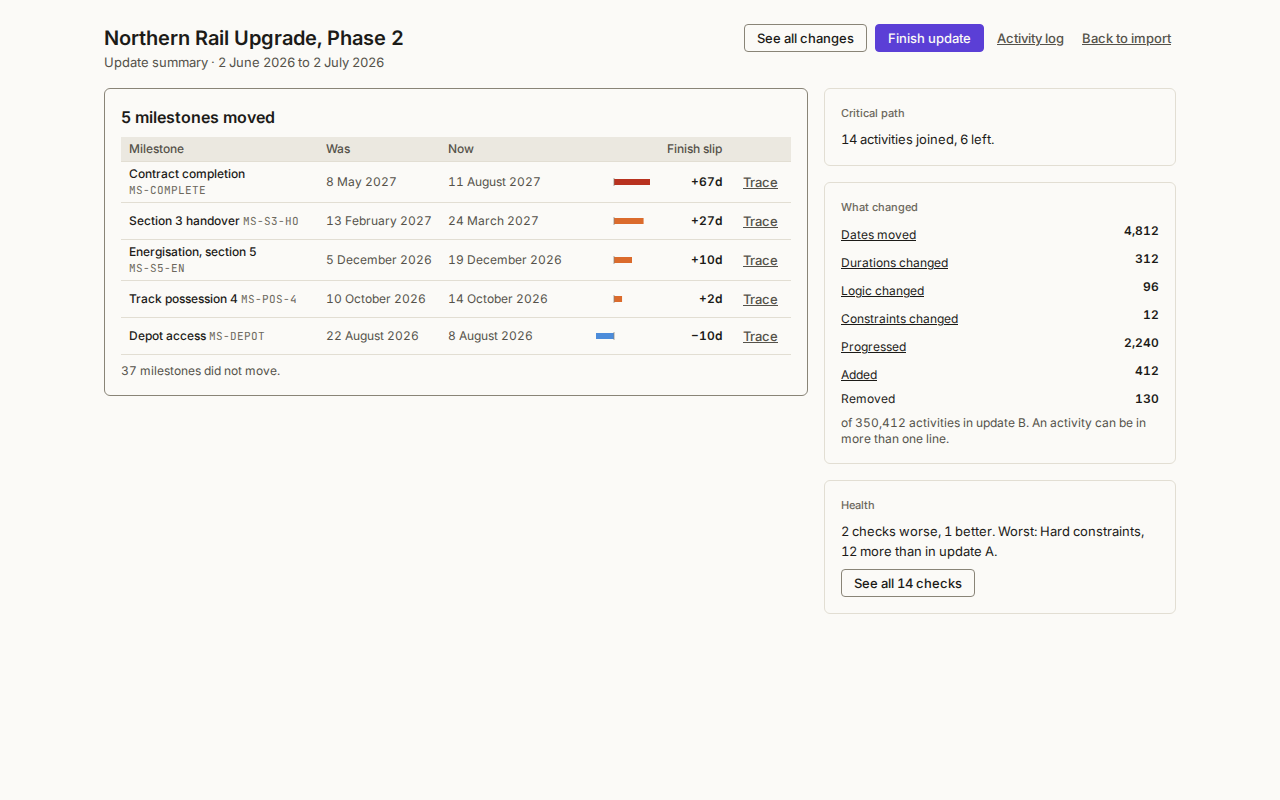 Northern Rail Upgrade, Phase 2
Update summary · 2 June 2026 to 2 July 2026
See all changes
Finish update
Activity log
Back to import
5 milestones moved
Milestone Was Now Finish slip
Contract completion
MS-COMPLETE
8 May 2027 11 August 2027 +67d Trace
Section 3 handover MS-S3-HO 13 February 2027 24 March 2027 +27d Trace
Energisation, section 5
MS-S5-EN
5 December 2026 19 December 2026 +10d Trace
Track possession 4 MS-POS-4 10 October 2026 14 October 2026 +2d Trace
Depot access MS-DEPOT 22 August 2026 8 August 2026 −10d Trace
37 milestones did not move.
Critical path
14 activities joined, 6 left.
What changed
Dates moved 4,812
Durations changed 312
Logic changed 96
Constraints changed 12
Progressed 2,240
Added 412
Removed 130
of 350,412 activities in update B. An activity can be in
more than one line.
Health
2 checks worse, 1 better. Worst: Hard constraints,
12 more than in update A.
See all 14 checks